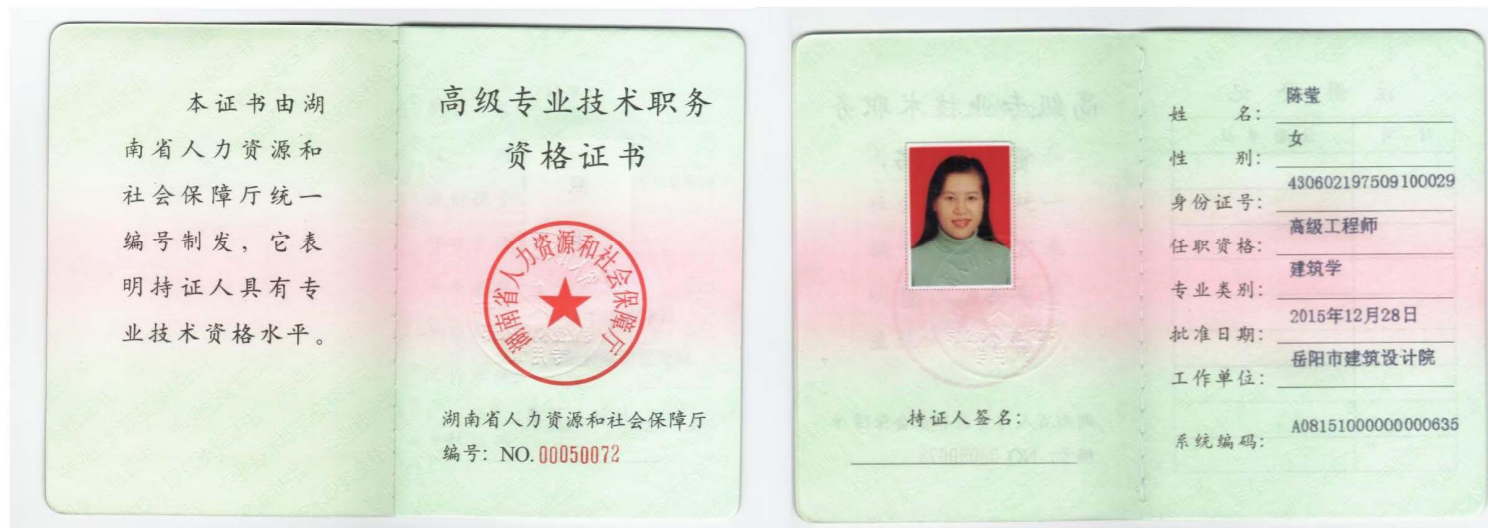 本证书由湖
南省人力资源和
社会保障厅统一
编号制发，它表
明持证人具有专
业技术资格水平。
高级专业技术职务
资格证书
湖南省人力资源和社会保障厅
湖南省人力资源和社会保障厅
编号：NO.00050072
持证人签名：
姓 名：陈莹
性 别：女
身份证号：430602197509100029
任职资格：高级工程师
专业类别：建筑学
批准日期：2015年12月28日
工作单位：岳阳市建筑设计院
系统编码：A08151000000000635